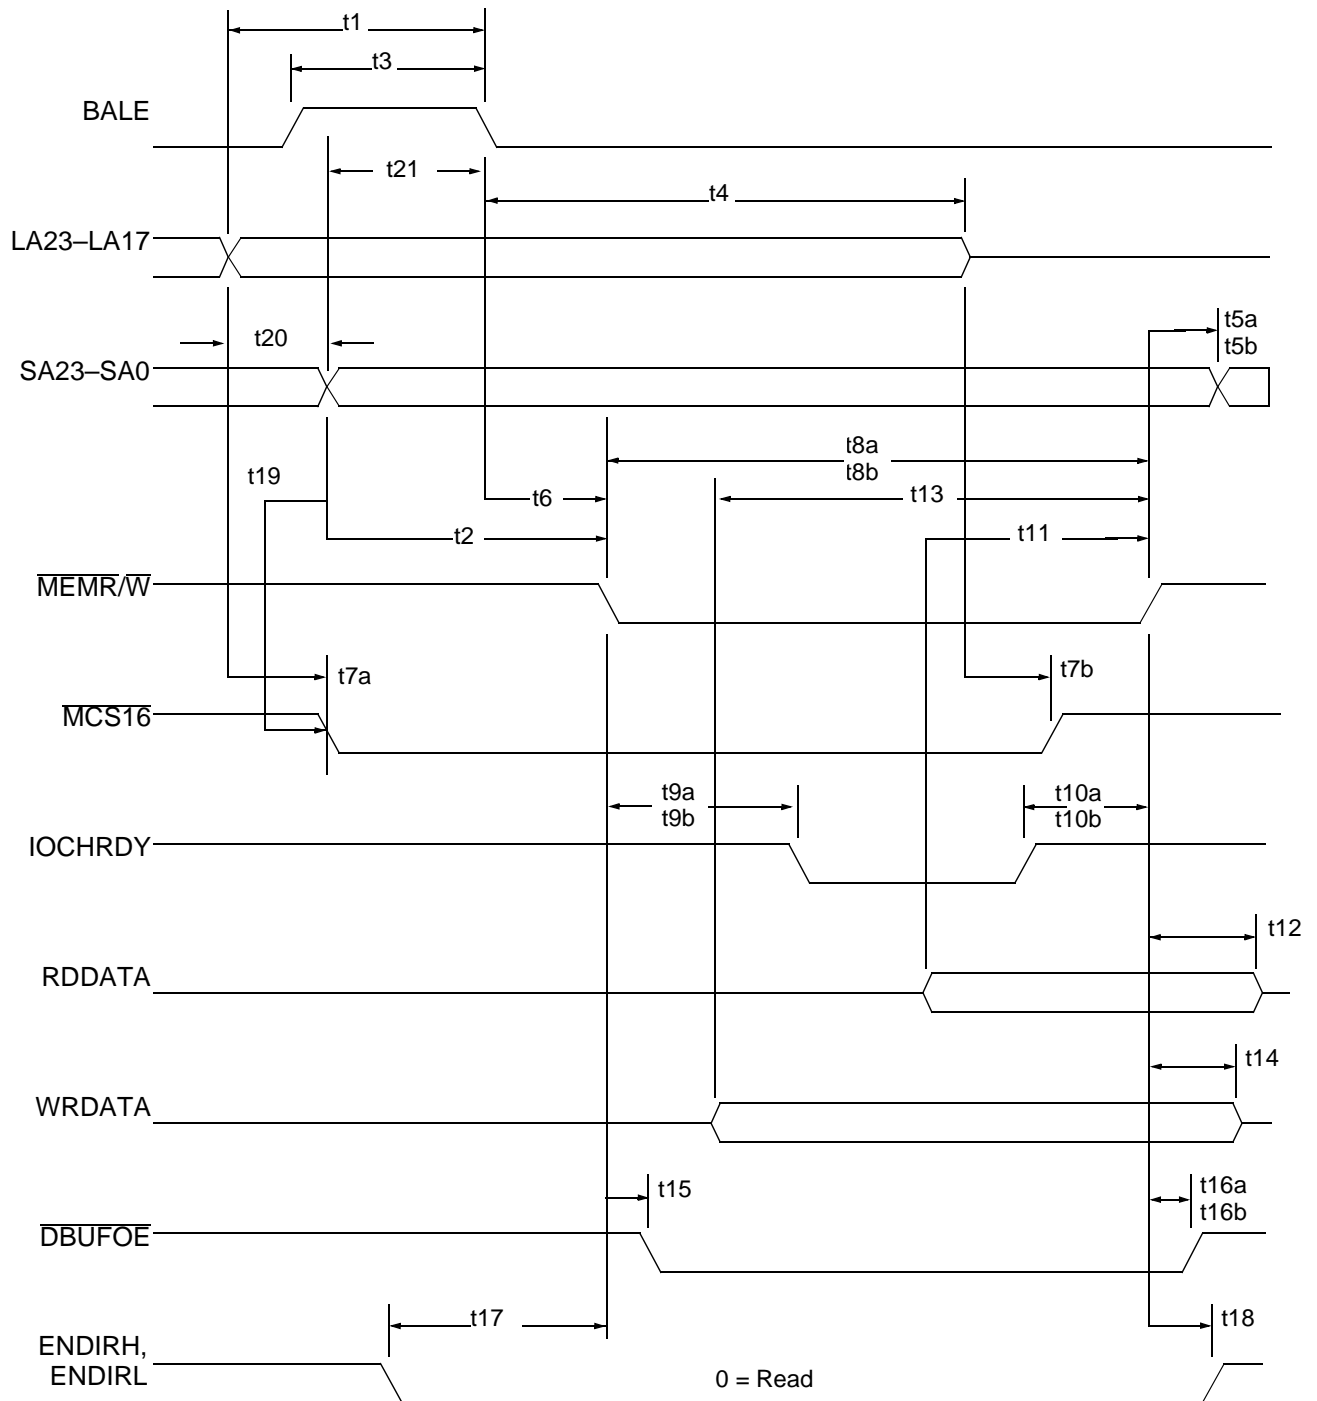 t1
t3
BALE
t21
t4
LA23–LA17
t20
t5a
t5b
SA23–SA0
t8a
t8b
t19
t6
t13
t2
t11
MEMR/W
t7a
t7b
MCS16
t9a
t9b
t10a
t10b
IOCHRDY
t12
RDDATA
t14
WRDATA
t15
t16a
t16b
DBUFOE
t17
t18
ENDIRH,
ENDIRL
0 = Read